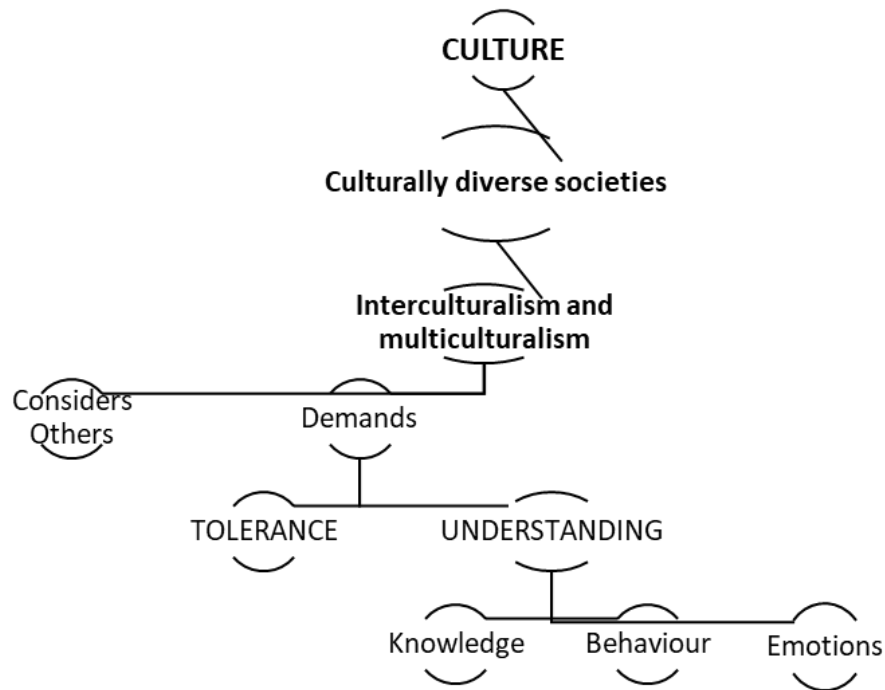 CULTURE
Culturally diverse societies
Interculturalism and
multiculturalism
Considers
Others
Demands
TOLERANCE
UNDERSTANDING
Knowledge
Behaviour
Emotions